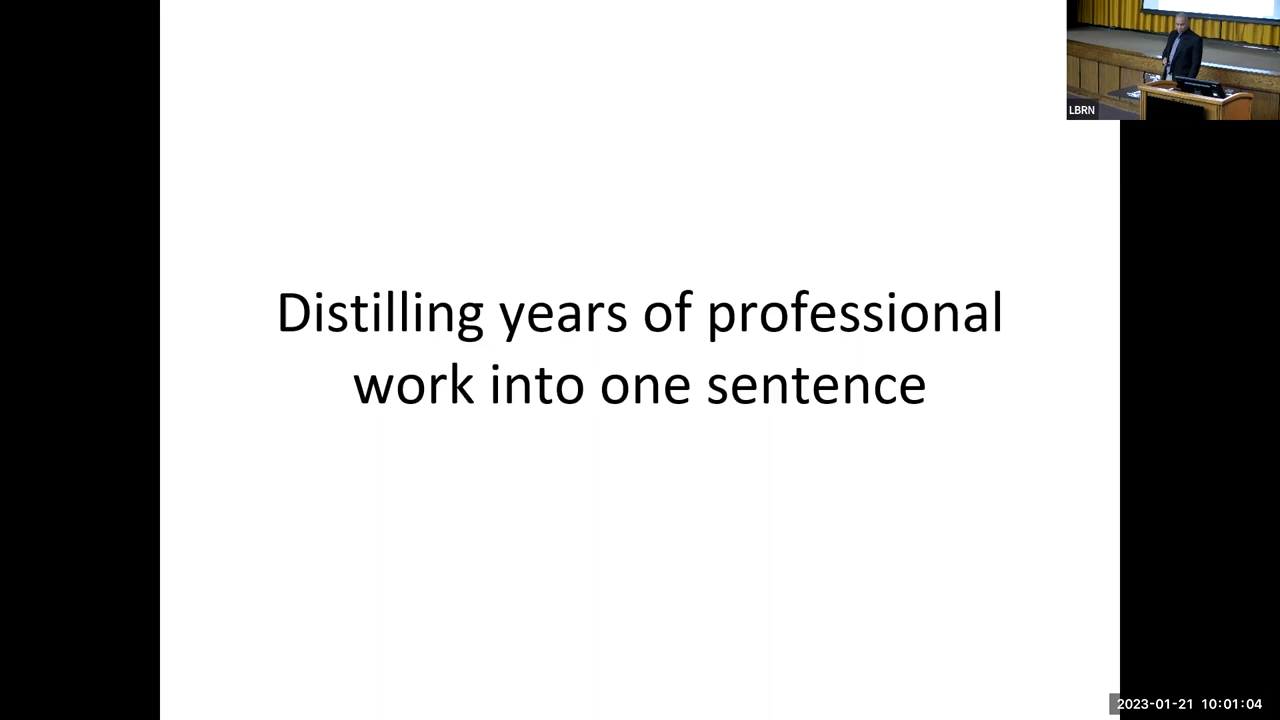 LBRN
Distilling years of professional
work into one sentence
2023-01-21 10:01:04